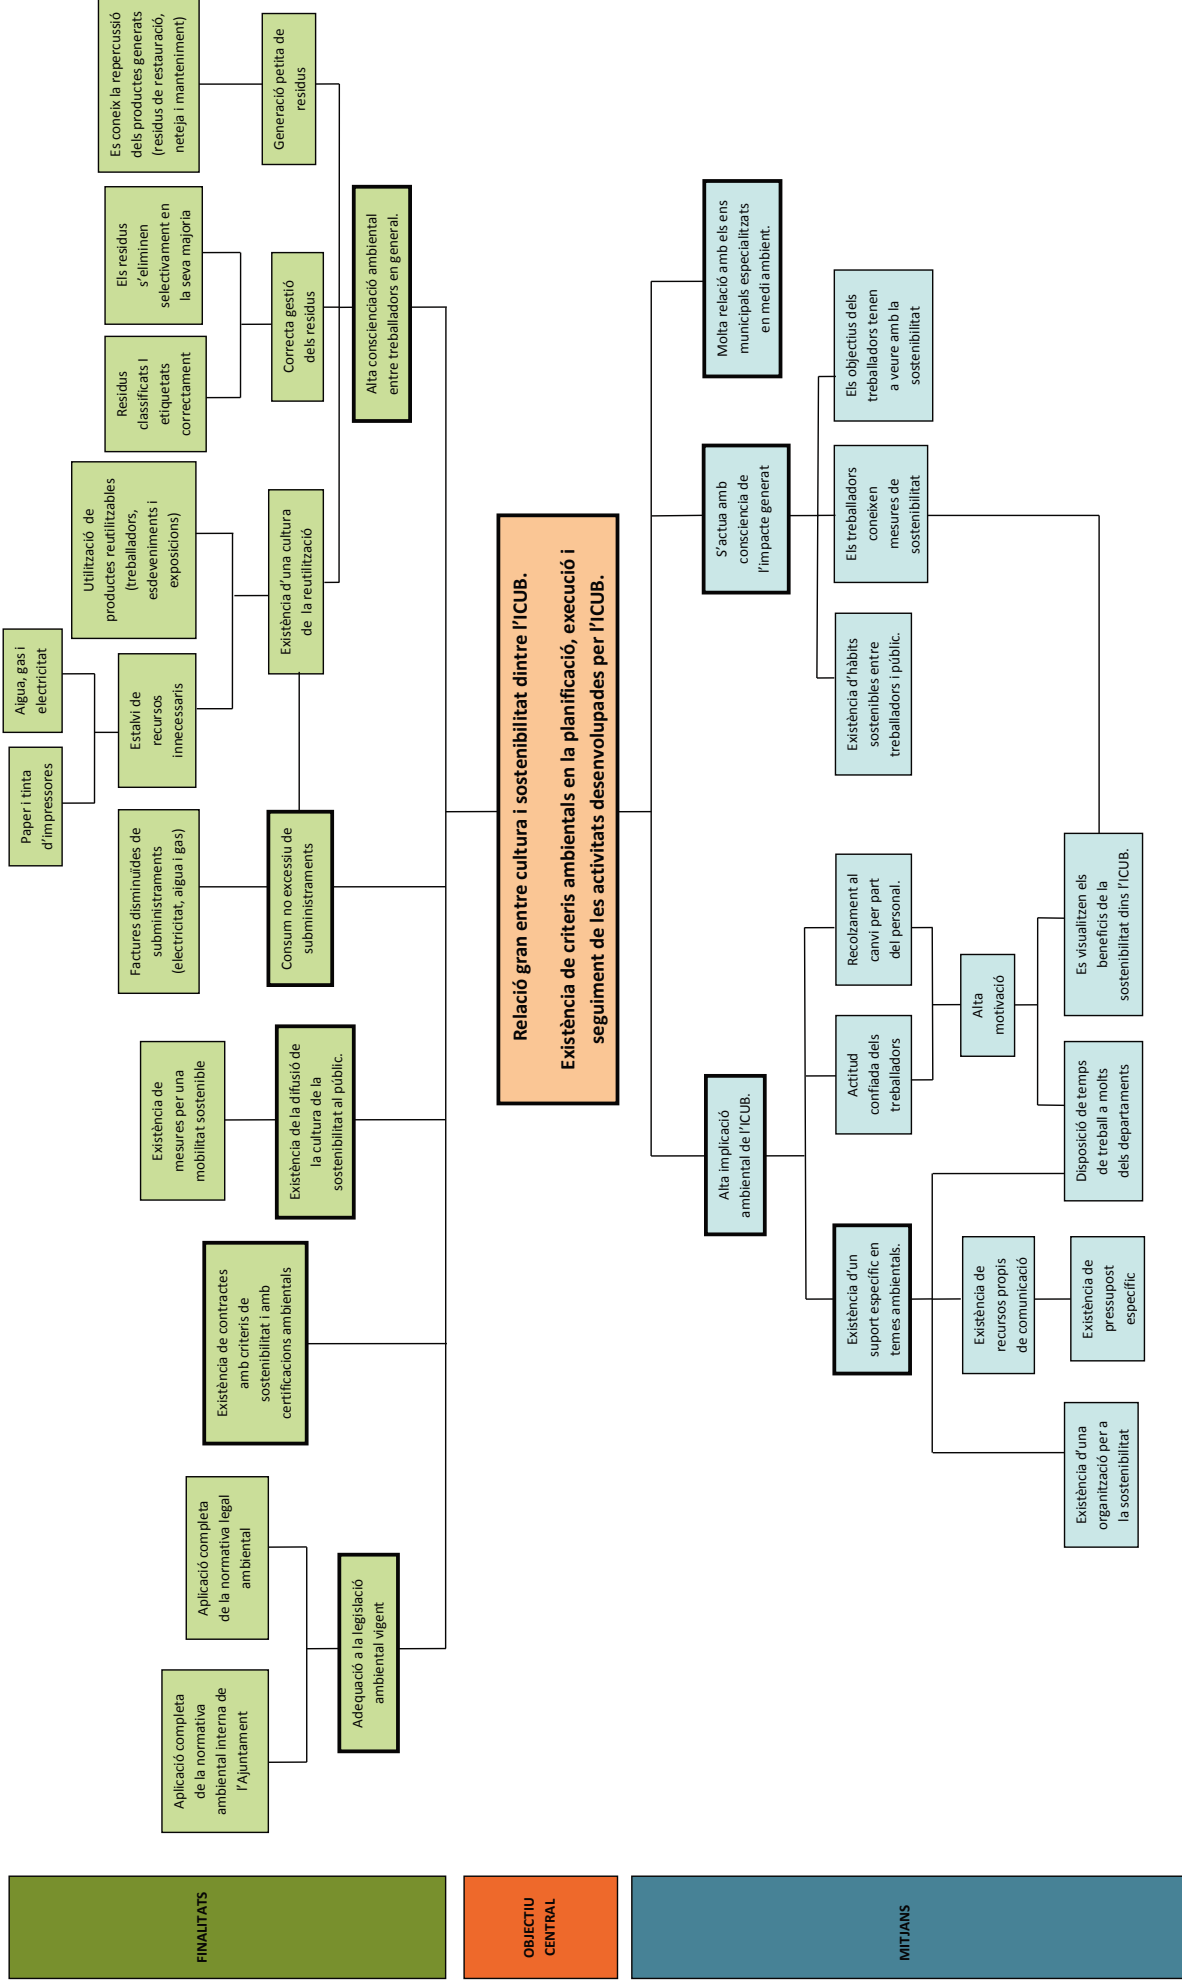 FINALITATS
Paper i tinta
d’impressores
Aigua, gas i
electricitat
Aplicació completa
de la normativa
ambiental interna de
l’Ajuntament
Aplicació completa
de la normativa legal
ambiental
Existència de
mesures per una
mobilitat sostenible
Factures disminuïdes de
subministraments
(electricitat, aigua i gas)
Estalvi de
recursos
innecessaris
Utilització de
productes reutilitzables
(treballadors,
esdeveniments i
exposicions)
Residus
classificats I
etiquetats
correctament
Els residus
s’eliminen
selectivament en
la seva majoria
Es coneix la repercussió
dels productes generats
(residus de restauració,
neteja i manteniment)
Adequació a la legislació
ambiental vigent
Existència de contractes
amb criteris de
sostenibilitat i amb
certificacions ambientals
Existència de la difusió de
la cultura de la
sostenibilitat al públic.
Consum no excessiu de
subministraments
Existència d’una cultura
de la reutilització
Correcta gestió
dels residus
Generació petita de
residus
Alta conscienciació ambiental
entre treballadors en general.
OBJECTIU
CENTRAL
Relació gran entre cultura i sostenibilitat dintre l’ICUB.
Existència de criteris ambientals en la planificació, execució i
seguiment de les activitats desenvolupades per l’ICUB.
MITJANS
Alta implicació
ambiental de l’ICUB.
S’actua amb
consciencia de
l’impacte generat
Molta relació amb els ens
municipals especialitzats
en medi ambient.
Existència d’un
suport específic en
temes ambientals.
Actitud
confiada dels
treballadors
Recolzament al
canvi per part
del personal.
Existència d’hàbits
sostenibles entre
treballadors i públic.
Els treballadors
coneixen
mesures de
sostenibilitat
Els objectius dels
treballadors tenen
a veure amb la
sostenibilitat
Existència de
recursos propis
de comunicació
Alta
motivació
Existència d’una
organització per a
la sostenibilitat
Existència de
pressupost
específic
Disposició de temps
de treball a molts
dels departaments
Es visualitzen els
beneficis de la
sostenibilitat dins l’ICUB.